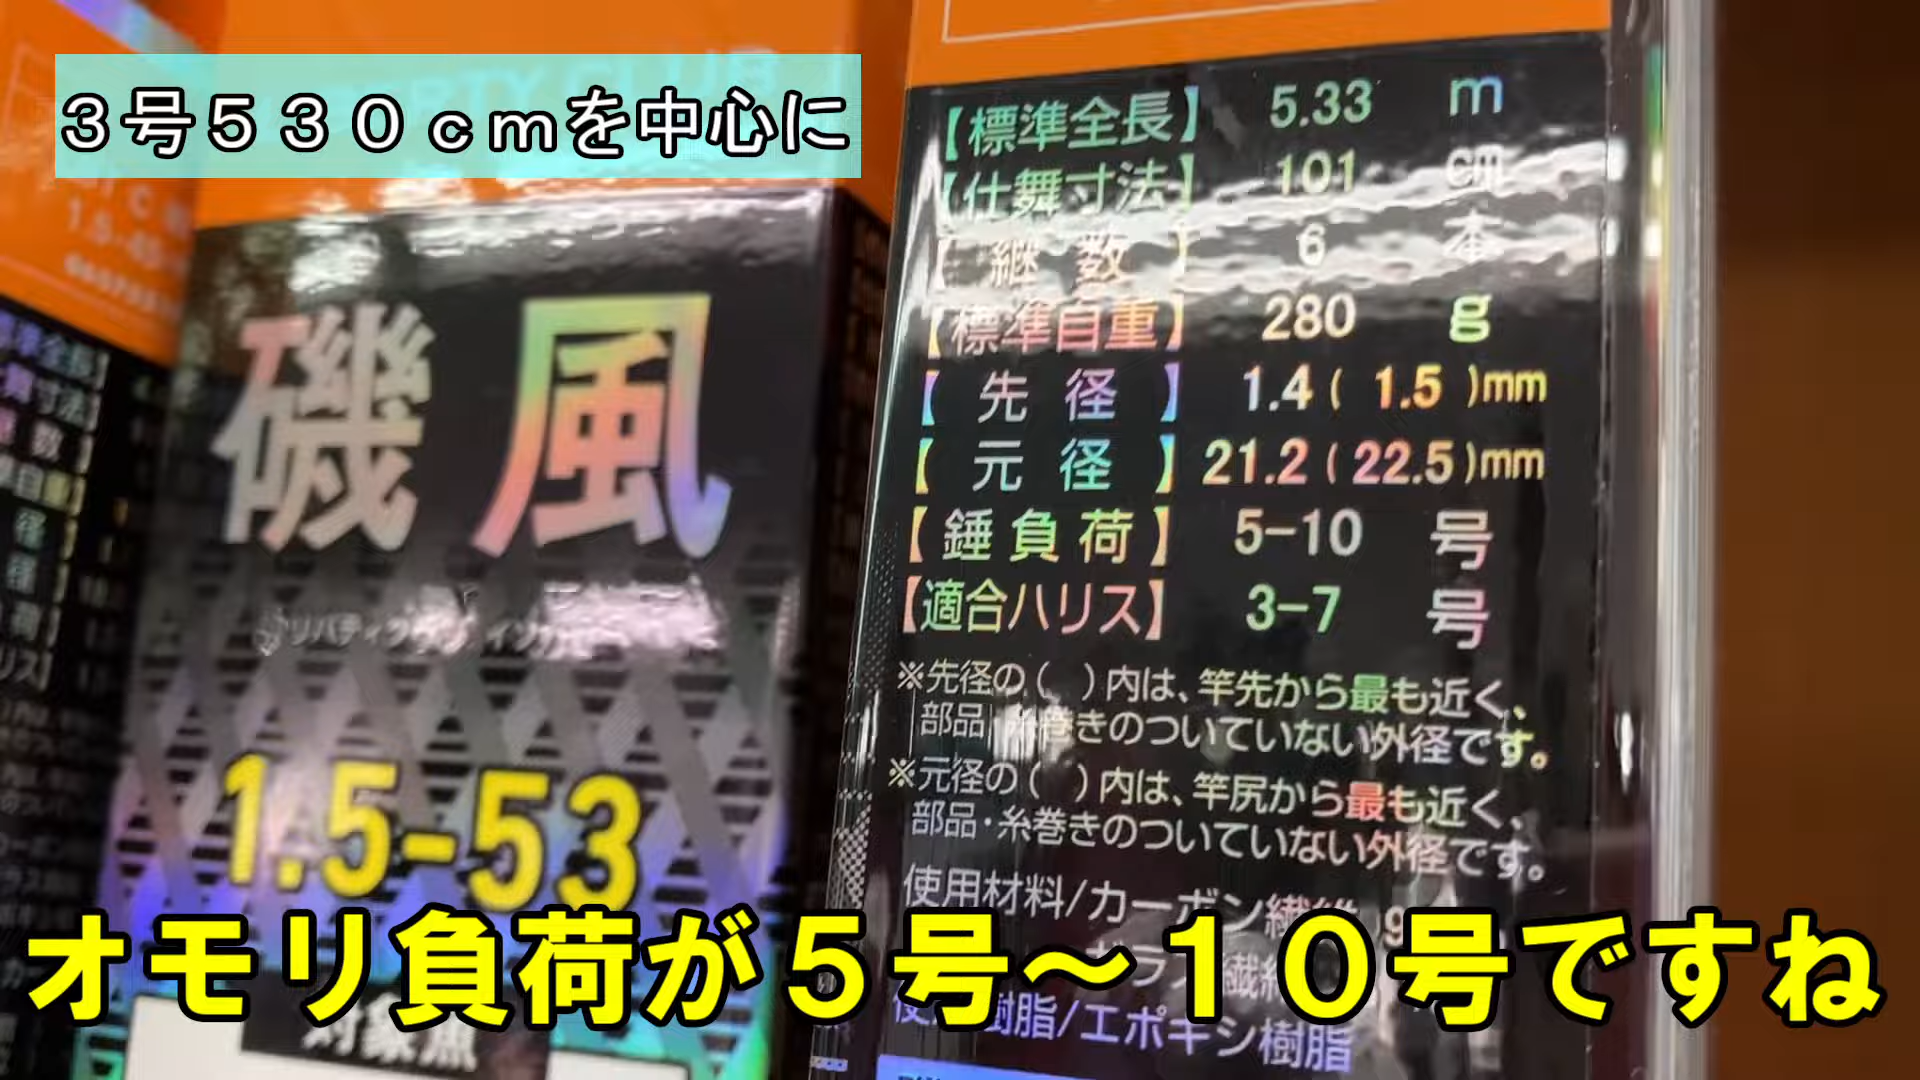 3号530cmを中心に
【標準全長】 5.33 m
【仕舞寸法】 101 cm
【継数】 6 本
【標準自重】 280 g
【先径】 1.4(1.5)mm
【元径】 21.2(22.5)mm
【錘負荷】 5-10 号
【適合ハリス】 3-7 号
※先径の( )内は、竿先から最も近く、
部品・糸巻きのついていない外径です。
※元径の( )内は、竿尻から最も近く、
部品・糸巻きのついていない外径です。
使用材料/カーボン繊維
樹脂/エポキシ樹脂
磯風
1.5-53
対象魚
オモリ負荷が5号~10号ですね